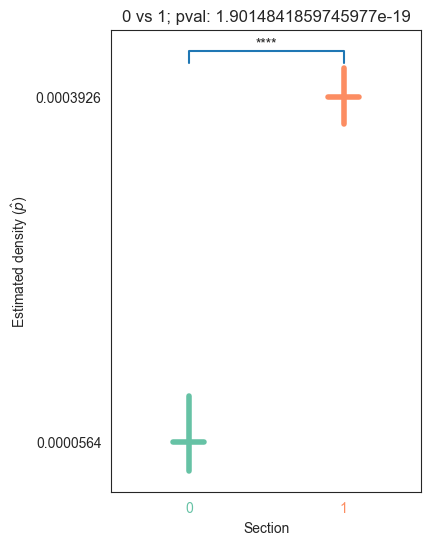 0 vs 1; pval: 1.9014841859745977e-19
****
0.0003926
Estimated density (p̂)
0.0000564
0 1
Section